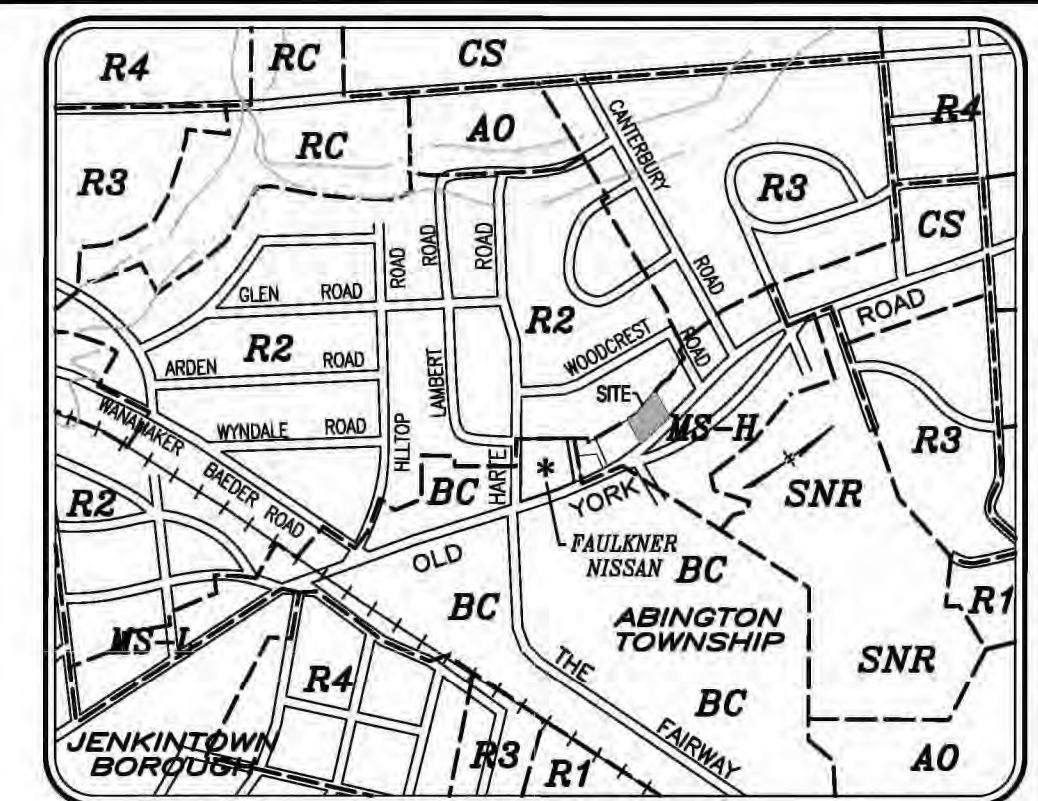 R4
RC
CS
R4
R3
RC
AO
CANTERBURY
ROAD
R3
CS
ROAD
ROAD
ROAD
GLEN ROAD
R2
ARDEN ROAD
R2
WOODCREST
ROAD
ROAD
LAMBERT
SITE
MS-H
WYNDALE ROAD
HLLTOP
WANAMAKER
BAEDER ROAD
R2
BC
HARTE
*
OLD YORK
R3
SNR
FAULKNER
NISSAN
BC
BC
ABINGTON
TOWNSHIP
R1
MS-L
SNR
R4
THE FAIRWAY
BC
JENKINTOWN
BOROUGH
R3
R1
AO